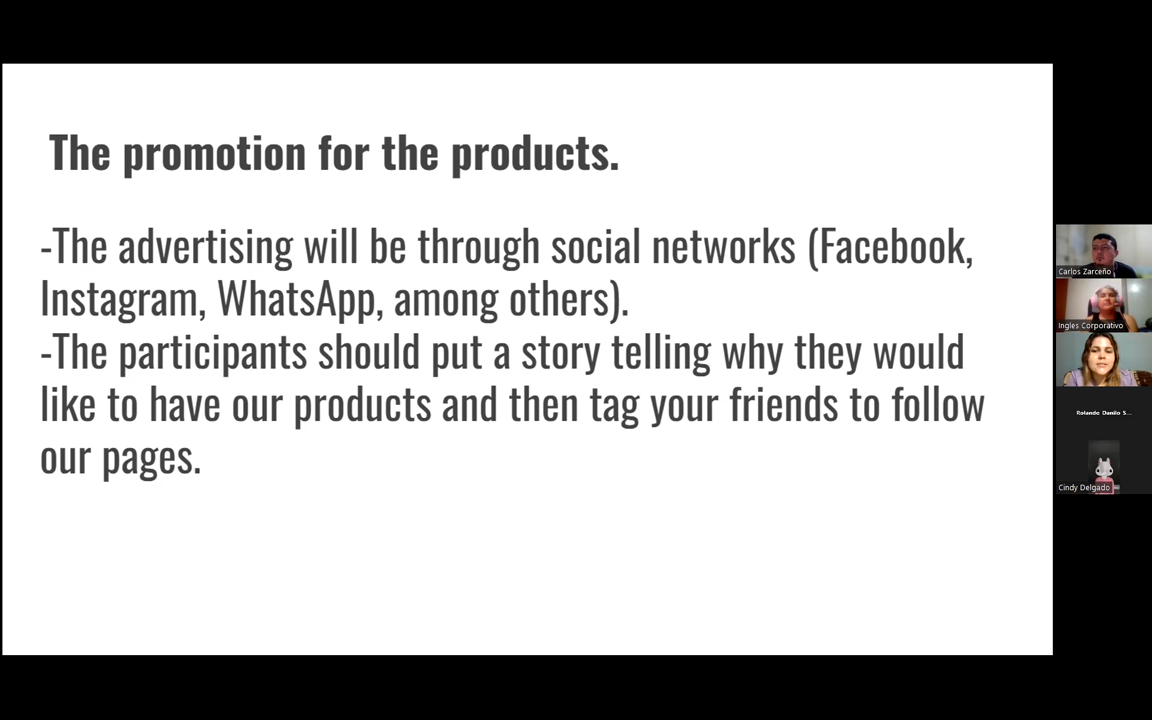 The promotion for the products.
-The advertising will be through social networks (Facebook,
Instagram, WhatsApp, among others).
-The participants should put a story telling why they would
like to have our products and then tag your friends to follow
our pages.
Carlos Zarceño
Ingles Corporativo
Rolando Danilo S...
Cindy Delgado